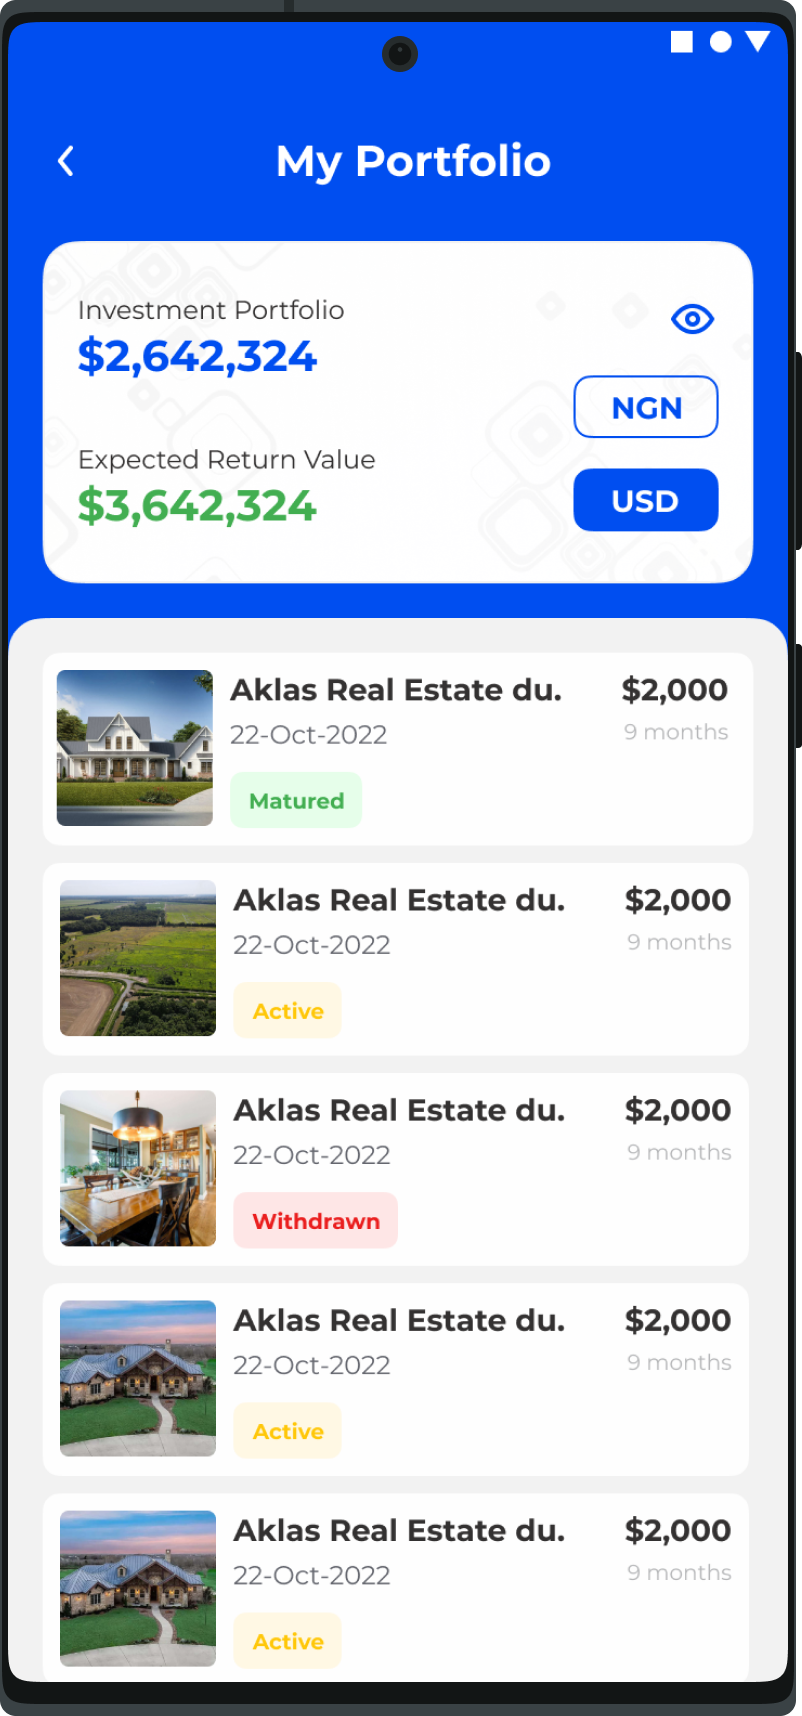 My Portfolio
Investment Portfolio
$2,642,324
NGN
Expected Return Value
$3,642,324
USD
Aklas Real Estate du.
$2,000
22-Oct-2022
9 months
Matured
Aklas Real Estate du.
$2,000
22-Oct-2022
9 months
Active
Aklas Real Estate du.
$2,000
22-Oct-2022
9 months
Withdrawn
Aklas Real Estate du.
$2,000
22-Oct-2022
9 months
Active
Aklas Real Estate du.
$2,000
22-Oct-2022
9 months
Active